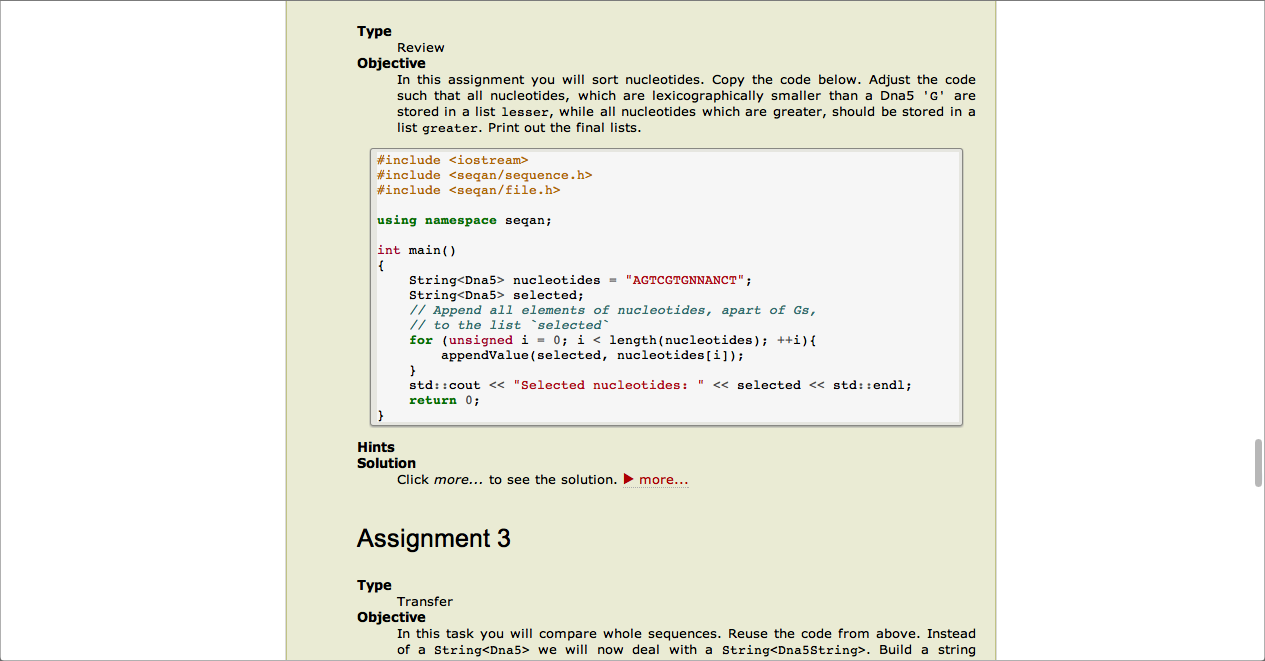 Type
Review
Objective
In this assignment you will sort nucleotides. Copy the code below. Adjust the code
such that all nucleotides, which are lexicographically smaller than a Dna5 'G' are
stored in a list lesser, while all nucleotides which are greater, should be stored in a
list greater. Print out the final lists.
#include <iostream>
#include <seqan/sequence.h>
#include <seqan/file.h>
using namespace seqan;
int main()
{
    String<Dna5> nucleotides = "AGTCGTGNNANCT";
    String<Dna5> selected;
    // Append all elements of nucleotides, apart of Gs,
    // to the list `selected`
    for (unsigned i = 0; i < length(nucleotides); ++i){
        appendValue(selected, nucleotides[i]);
    }
    std::cout << "Selected nucleotides: " << selected << std::endl;
    return 0;
}
Hints
Solution
Click more... to see the solution. ▶ more...
Assignment 3
Type
Transfer
Objective
In this task you will compare whole sequences. Reuse the code from above. Instead
of a String<Dna5> we will now deal with a String<Dna5String>. Build a string